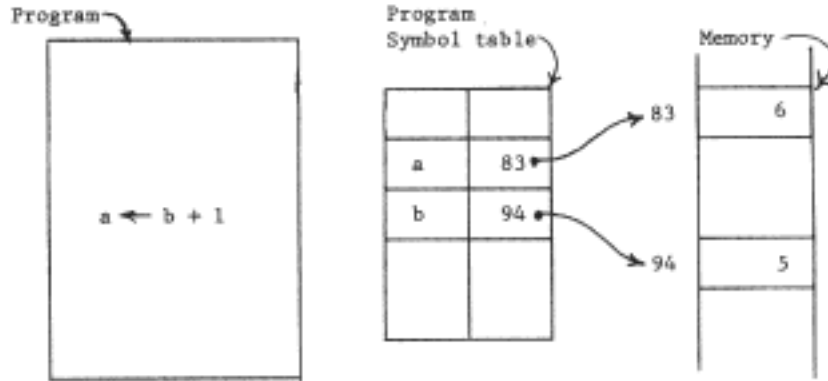 Program
a ← b + 1
Program
Symbol table
a 83
b 94
Memory
83 6
94 5